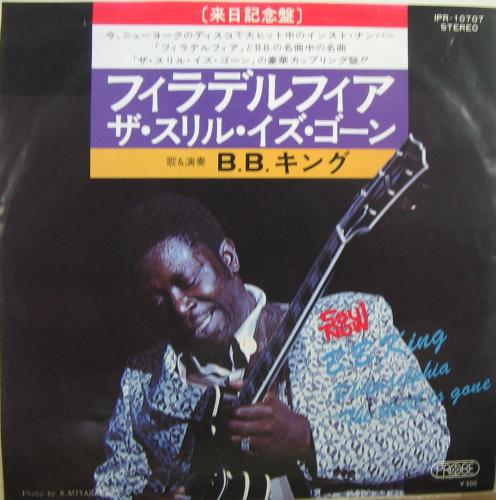 〔来日記念盤〕
IPR-10707
STEREO
今、ニューヨークのディスコで大ヒット中のインスト・ナンバー
「フィラデルフィア」とB.B.の名曲中の名曲
「ザ・スリル・イズ・ゴーン」の豪華カップリング盤!!
フィラデルフィア
ザ・スリル・イズ・ゴーン
歌&演奏 B.B.キング
SOUL
NOW
B B King
Philadelphia
The thrill is gone
PROBE
¥500
Photo by K.MIYA